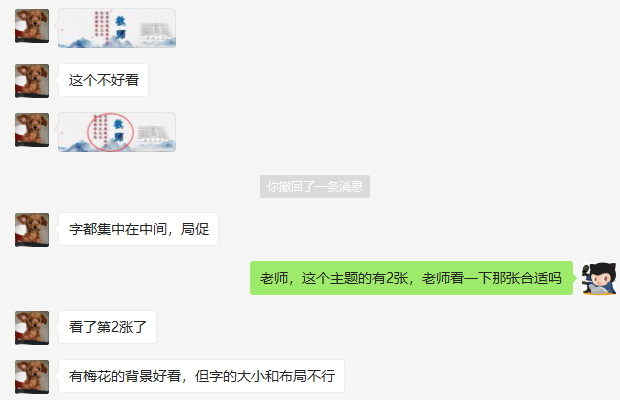 教师
这个不好看
教师
你撤回了一条消息
字都集中在中间，局促
老师，这个主题的有2张，老师看一下那张合适吗
看了第2涨了
有梅花的背景好看，但字的大小和布局不行